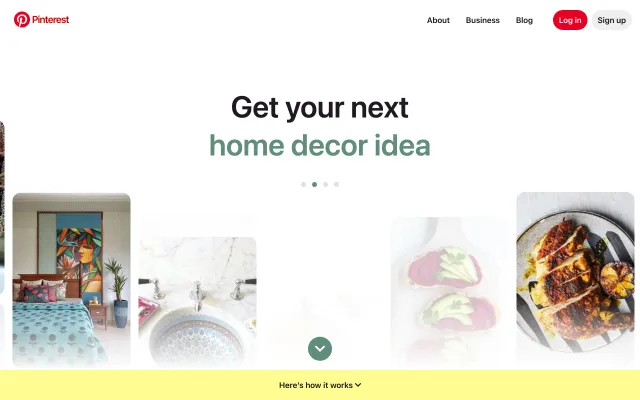 Pinterest
About
Business
Blog
Log in
Sign up
Get your next
home decor idea
Here's how it works